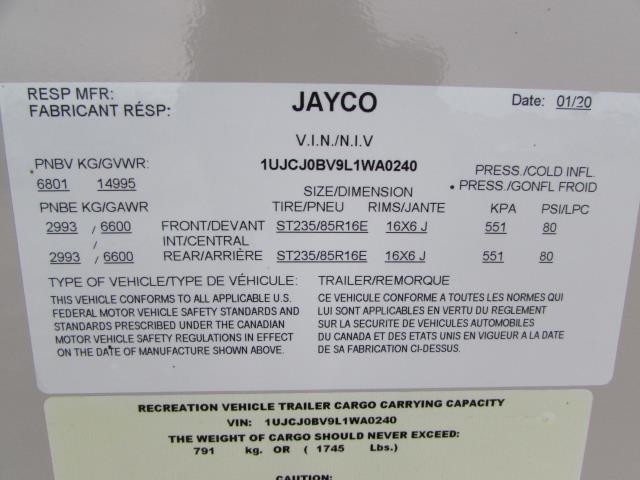 RESP MFR:
FABRICANT RÉSP:
JAYCO
Date: 01/20
V.I.N./N.I.V
1UJCJ0BV9L1WA0240
PNBV KG/GVWR:
6801 14995
PRESS./COLD INFL.
PRESS./GONFL FROID
SIZE/DIMENSION
PNBE KG/GAWR TIRE/PNEU RIMS/JANTE KPA PSI/LPC
2993 / 6600 FRONT/DEVANT ST235/85R16E 16X6 J 551 80
/ INT/CENTRAL
2993 / 6600 REAR/ARRIÈRE ST235/85R16E 16X6 J 551 80
TYPE OF VEHICLE/TYPE DE VÉHICULE: TRAILER/REMORQUE
THIS VEHICLE CONFORMS TO ALL APPLICABLE U.S.
FEDERAL MOTOR VEHICLE SAFETY STANDARDS AND
STANDARDS PRESCRIBED UNDER THE CANADIAN
MOTOR VEHICLE SAFETY REGULATIONS IN EFFECT
ON THE DATE OF MANUFACTURE SHOWN ABOVE.
CE VÉHICULE CONFORME A TOUTES LES NORMES QUI
LUI SONT APPLICABLES EN VERTU DU REGLEMENT
SUR LA SECURITE DE VEHICULES AUTOMOBILES
DU CANADA ET DES ETATS UNIS EN VIGUEUR A LA DATE
DE SA FABRICATION CI-DESSUS.
RECREATION VEHICLE TRAILER CARGO CARRYING CAPACITY
VIN: 1UJCJ0BV9L1WA0240
THE WEIGHT OF CARGO SHOULD NEVER EXCEED:
791 kg. OR ( 1745 Lbs.)
CAUTION: